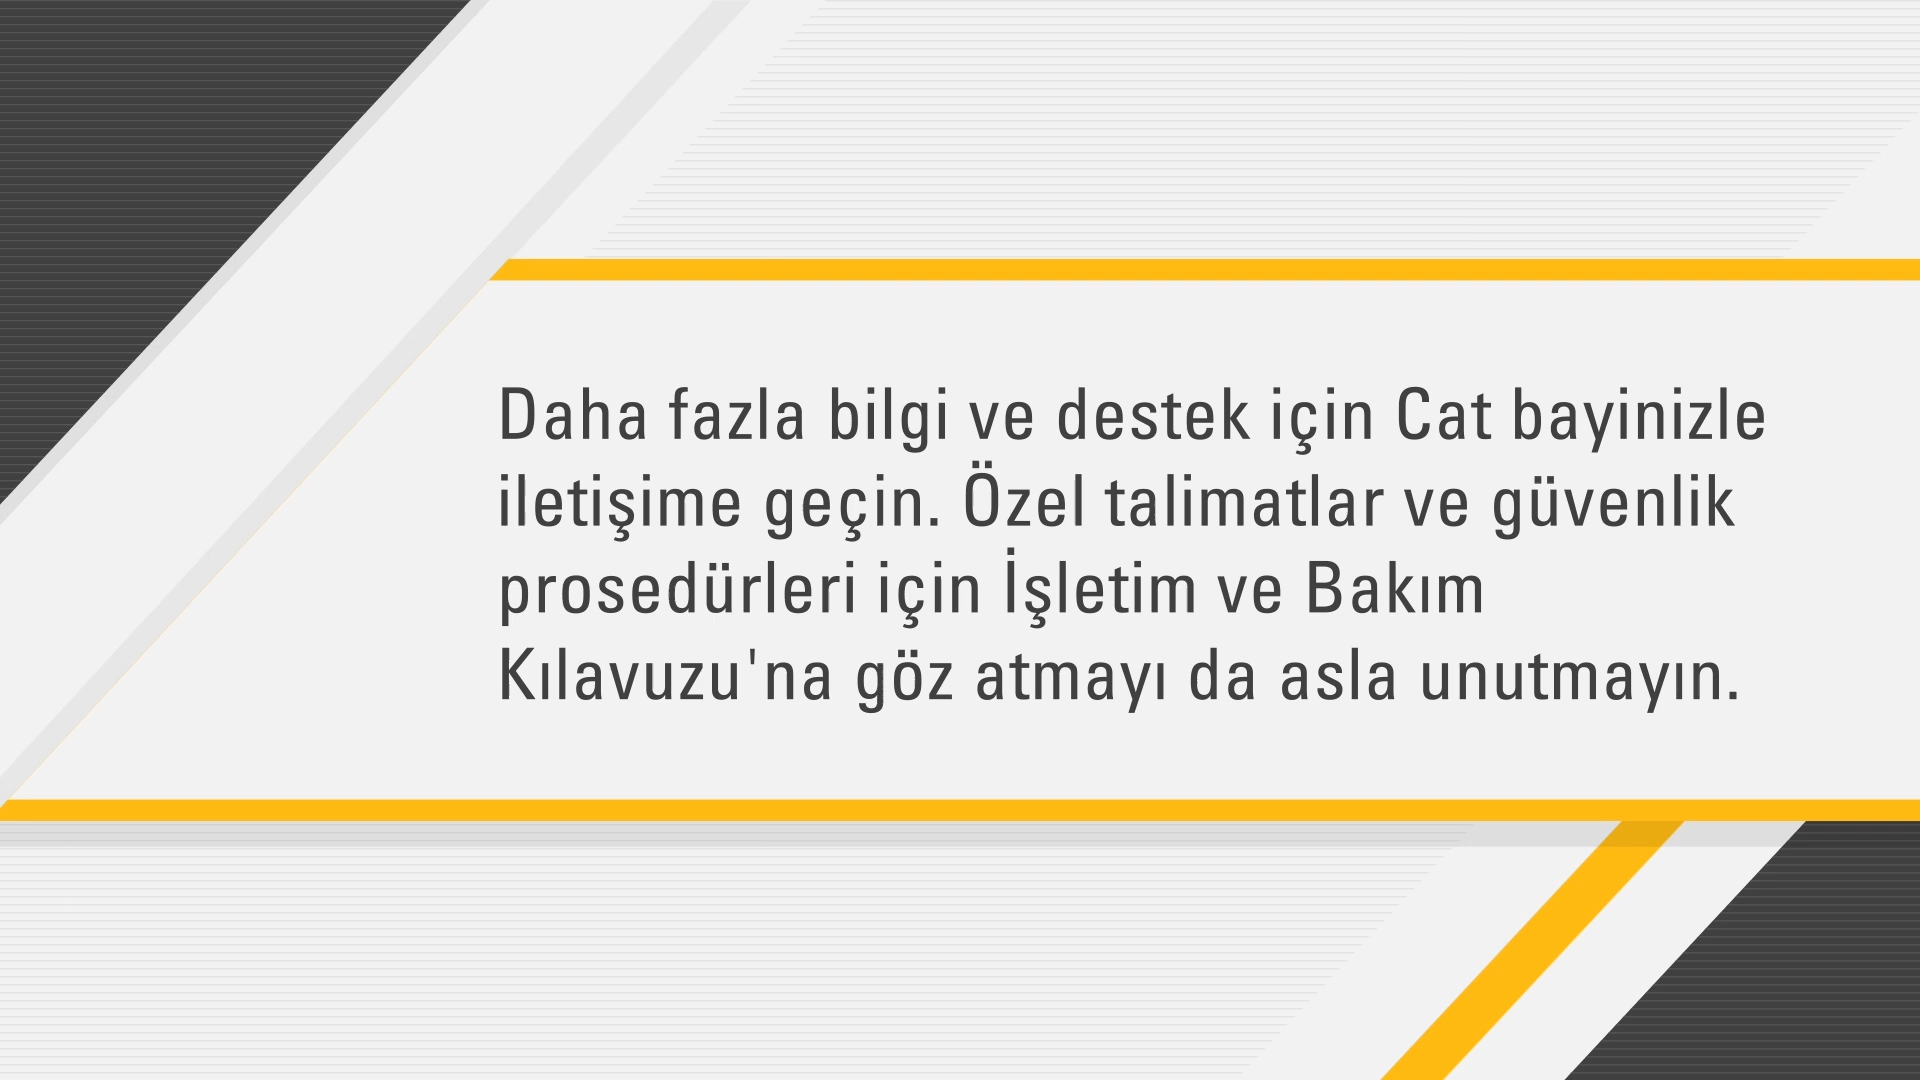 Daha fazla bilgi ve destek için Cat bayinizle
iletişime geçin. Özel talimatlar ve güvenlik
prosedürleri için İşletim ve Bakım
Kılavuzu'na göz atmayı da asla unutmayın.